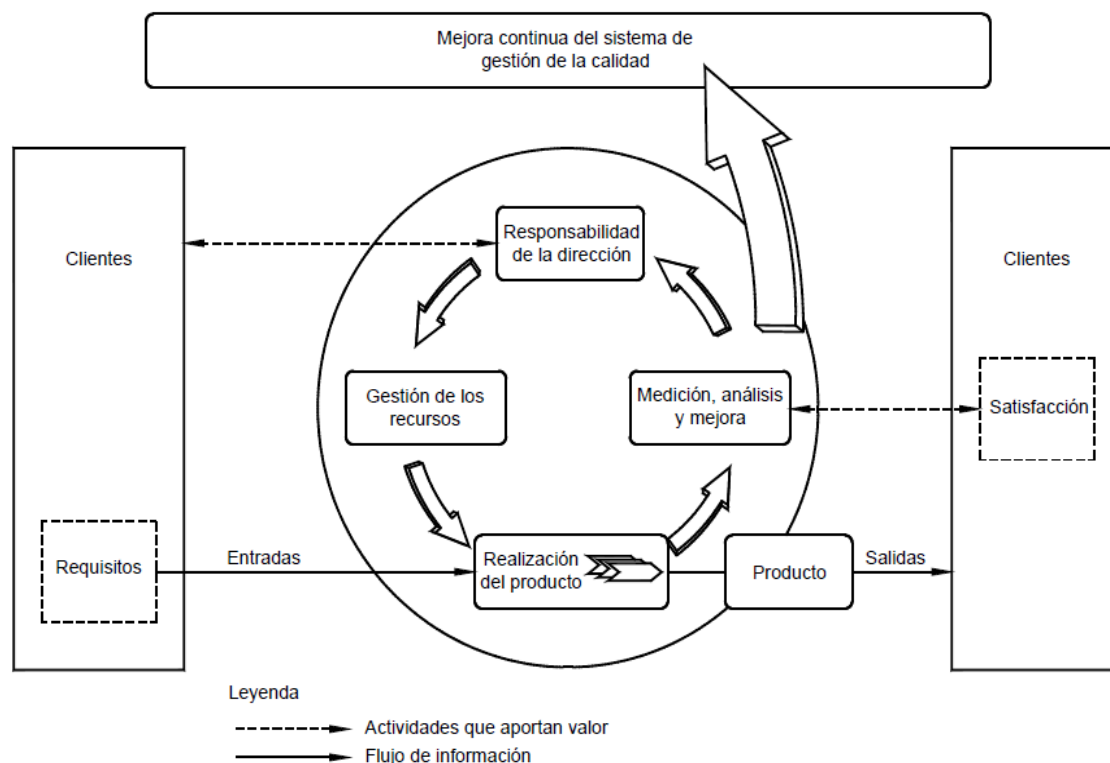 Mejora continua del sistema de
gestión de la calidad
Clientes
Responsabilidad
de la dirección
Clientes
Gestión de los
recursos
Medición, análisis
y mejora
Satisfacción
Requisitos
Entradas
Realización
del producto
Producto
Salidas
Leyenda
Actividades que aportan valor
Flujo de información